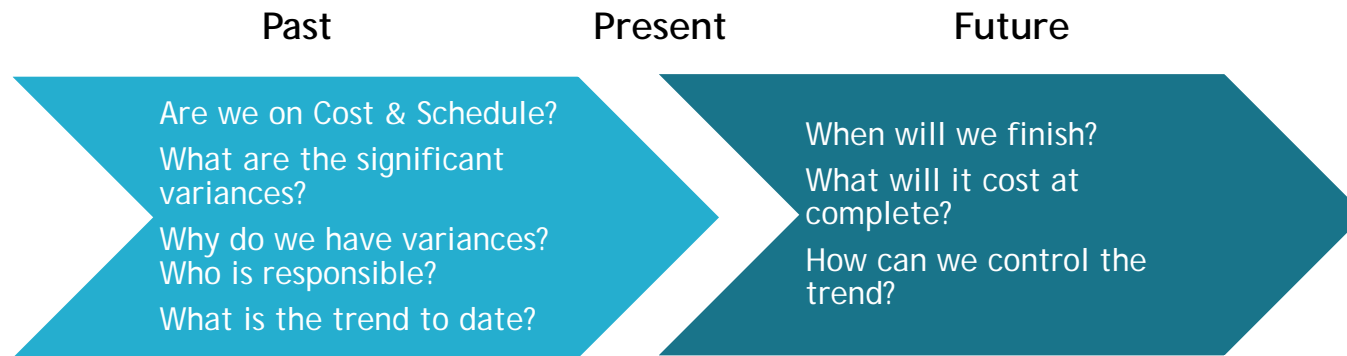 Past Present Future
Are we on Cost & Schedule?
What are the significant
variances?
Why do we have variances?
Who is responsible?
What is the trend to date?
When will we finish?
What will it cost at
complete?
How can we control the
trend?